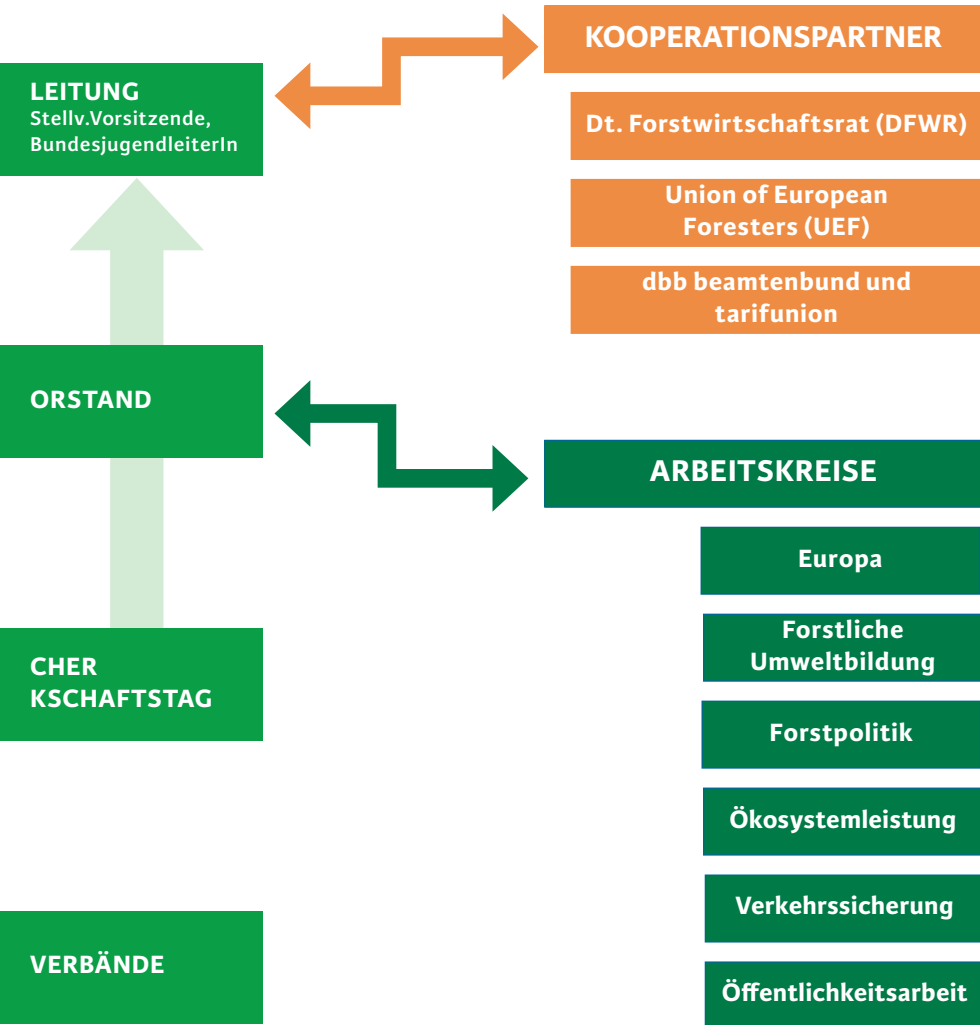 LEITUNG
Stellv.Vorsitzende,
BundesjugendleiterIn
ORSTAND
CHER
KSCHAFTSTAG
VERBÄNDE
KOOPERATIONSPARTNER
Dt. Forstwirtschaftsrat (DFWR)
Union of European
Foresters (UEF)
dbb beamtenbund und
tarifunion
ARBEITSKREISE
Europa
Forstliche
Umweltbildung
Forstpolitik
Ökosystemleistung
Verkehrssicherung
Öffentlichkeitsarbeit